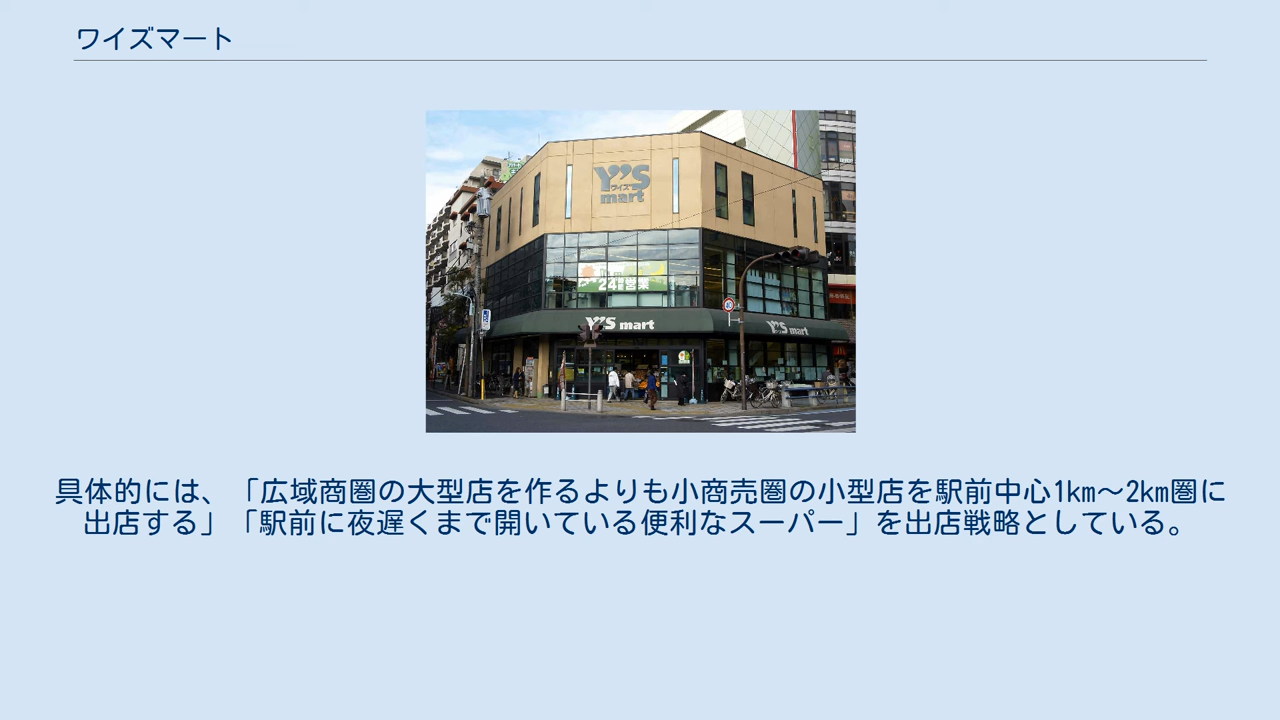 ワイズマート
Y'S
ワイズ
mart
24時間営業
Y'S mart
Y'S mart
具体的には、「広域商圏の大型店を作るよりも小商売圏の小型店を駅前中心1km～2km圏に
出店する」「駅前に夜遅くまで開いている便利なスーパー」を出店戦略としている。